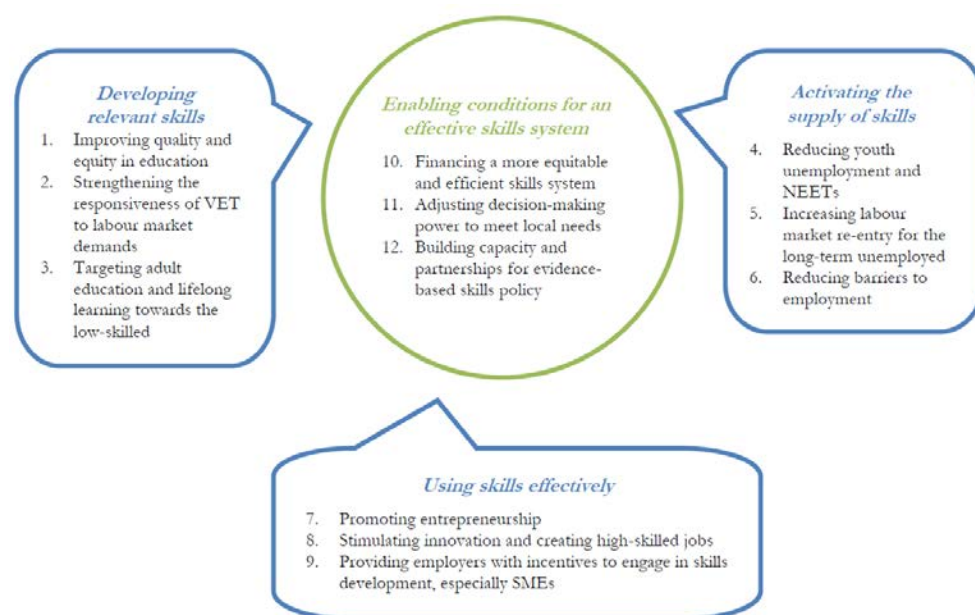 Developing
relevant skills
1. Improving quality and
equity in education
2. Strengthening the
responsiveness of VET
to labour market
demands
3. Targeting adult
education and lifelong
learning towards the
low-skilled
Enabling conditions for an
effective skills system
10. Financing a more equitable
and efficient skills system
11. Adjusting decision-making
power to meet local needs
12. Building capacity and
partnerships for evidence-
based skills policy
Activating the
supply of skills
4. Reducing youth
unemployment and
NEETs
5. Increasing labour
market re-entry for the
long-term unemployed
6. Reducing barriers to
employment
Using skills effectively
7. Promoting entrepreneurship
8. Stimulating innovation and creating high-skilled jobs
9. Providing employers with incentives to engage in skills
development, especially SMEs